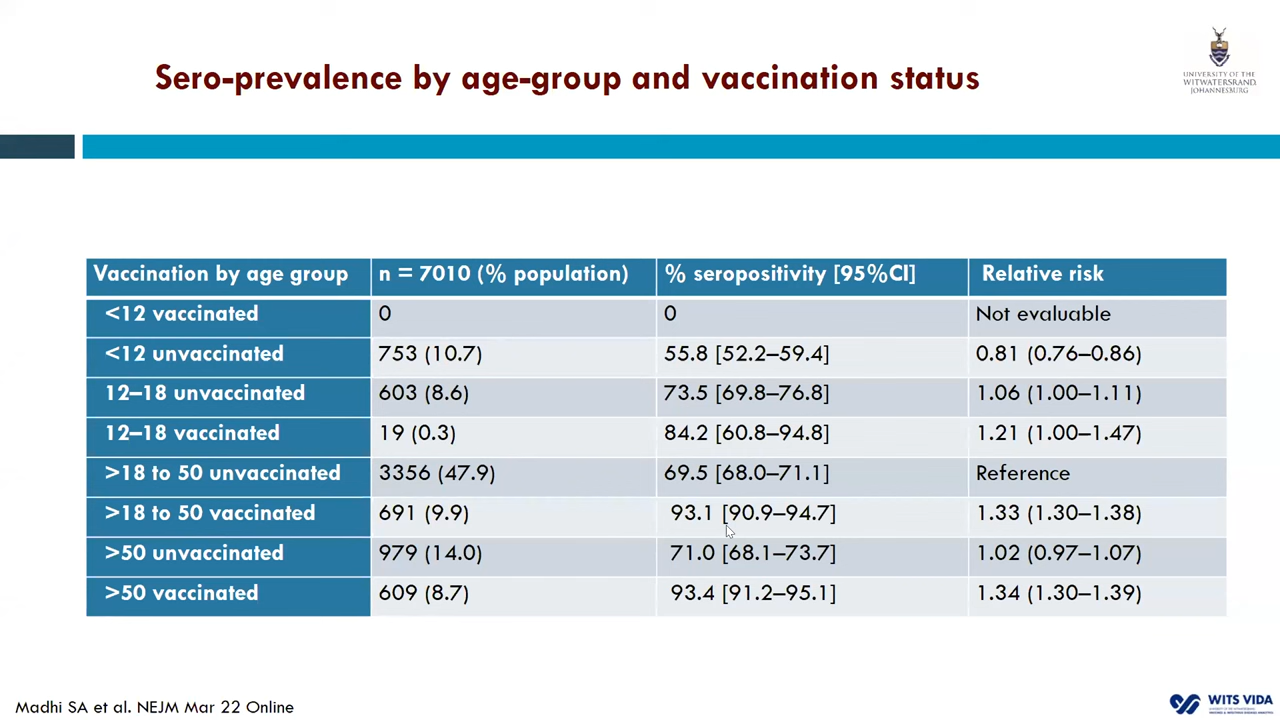 UNIVERSITY OF THE
WITWATERSRAND,
JOHANNESBURG
Sero-prevalence by age-group and vaccination status
Vaccination by age group n = 7010 (% population) % seropositivity [95%CI] Relative risk
<12 vaccinated 0 0 Not evaluable
<12 unvaccinated 753 (10.7) 55.8 [52.2–59.4] 0.81 (0.76–0.86)
12–18 unvaccinated 603 (8.6) 73.5 [69.8–76.8] 1.06 (1.00–1.11)
12–18 vaccinated 19 (0.3) 84.2 [60.8–94.8] 1.21 (1.00–1.47)
>18 to 50 unvaccinated 3356 (47.9) 69.5 [68.0–71.1] Reference
>18 to 50 vaccinated 691 (9.9) 93.1 [90.9–94.7] 1.33 (1.30–1.38)
>50 unvaccinated 979 (14.0) 71.0 [68.1–73.7] 1.02 (0.97–1.07)
>50 vaccinated 609 (8.7) 93.4 [91.2–95.1] 1.34 (1.30–1.39)
Madhi SA et al. NEJM Mar 22 Online
WITS VIDA